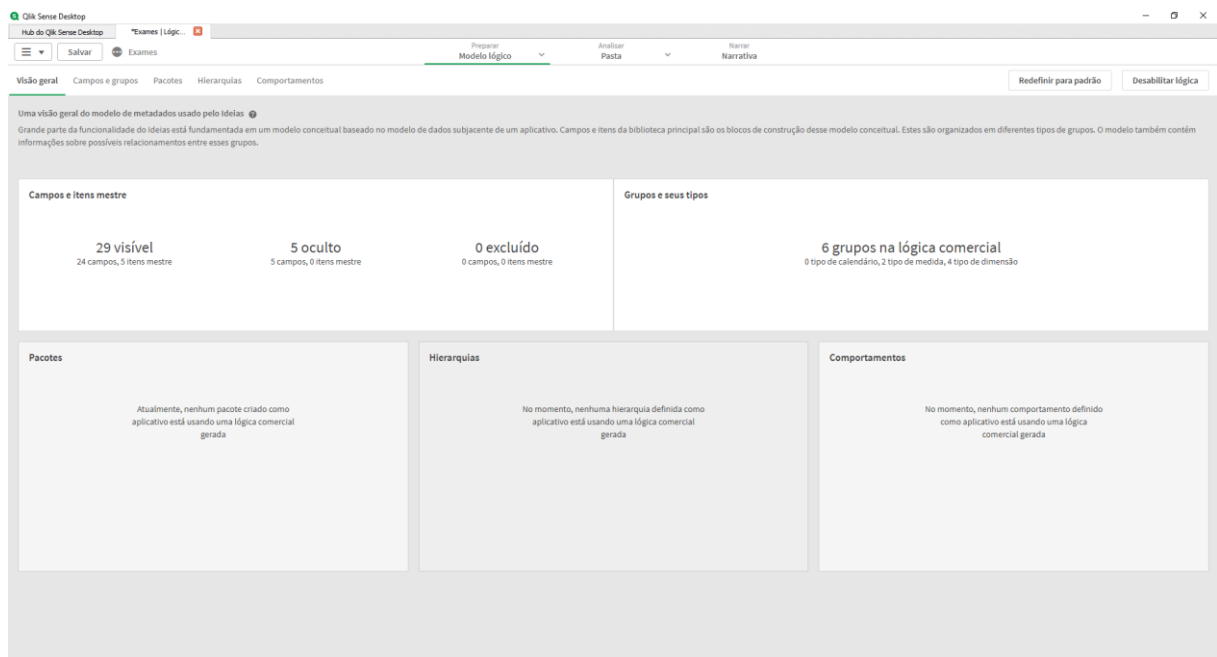 Qlik Sense Desktop
Hub do Qlik Sense Desktop
*Exames | Lógic...
Salvar
Exames
Preparar
Modelo lógico
Analisar
Pasta
Narrar
Narrativa
Visão geral
Campos e grupos
Pacotes
Hierarquias
Comportamentos
Redefinir para padrão
Desabilitar lógica
Uma visão geral do modelo de metadados usado pelo Ideias
Grande parte da funcionalidade do Ideias está fundamentada em um modelo conceitual baseado no modelo de dados subjacente de um aplicativo. Campos e itens da biblioteca principal são os blocos de construção desse modelo conceitual. Estes são organizados em diferentes tipos de grupos. O modelo também contém
informações sobre possíveis relacionamentos entre esses grupos.
Campos e itens mestre
29 visível
24 campos, 5 itens mestre
5 oculto
5 campos, 0 itens mestre
0 excluído
0 campos, 0 itens mestre
Grupos e seus tipos
6 grupos na lógica comercial
0 tipo de calendário, 2 tipo de medida, 4 tipo de dimensão
Pacotes
Atualmente, nenhum pacote criado como
aplicativo está usando uma lógica comercial
gerada
Hierarquias
No momento, nenhuma hierarquia definida como
aplicativo está usando uma lógica comercial
gerada
Comportamentos
No momento, nenhum comportamento definido
como aplicativo está usando uma lógica
comercial gerada